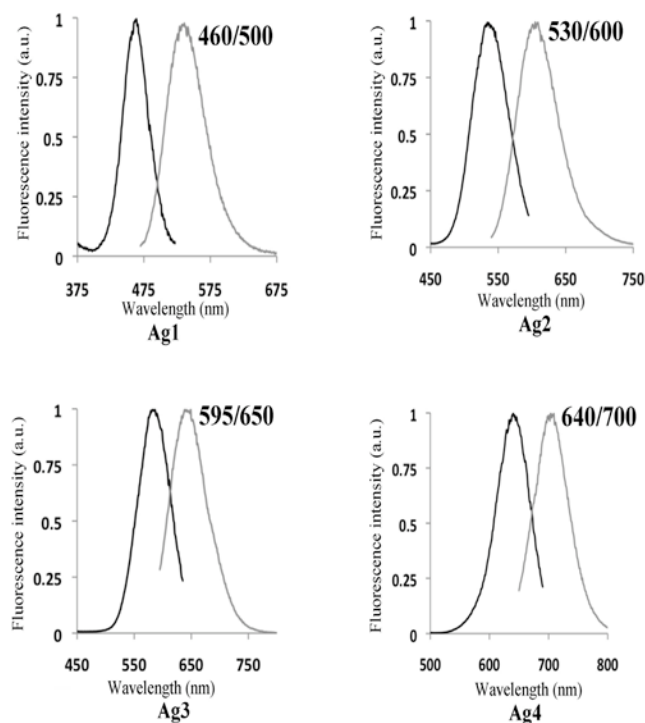 460/500
Fluorescence intensity (a.u.)
1
0.75
0.5
0.25
0
375 475 575 675
Wavelength (nm)
Ag1
530/600
Fluorescence intensity (a.u.)
1
0.75
0.5
0.25
0
450 550 650 750
Wavelength (nm)
Ag2
595/650
Fluorescence intensity (a.u.)
1
0.75
0.5
0.25
0
450 550 650 750
Wavelength (nm)
Ag3
640/700
Fluorescence intensity (a.u.)
1
0.75
0.5
0.25
0
500 600 700 800
Wavelength (nm)
Ag4